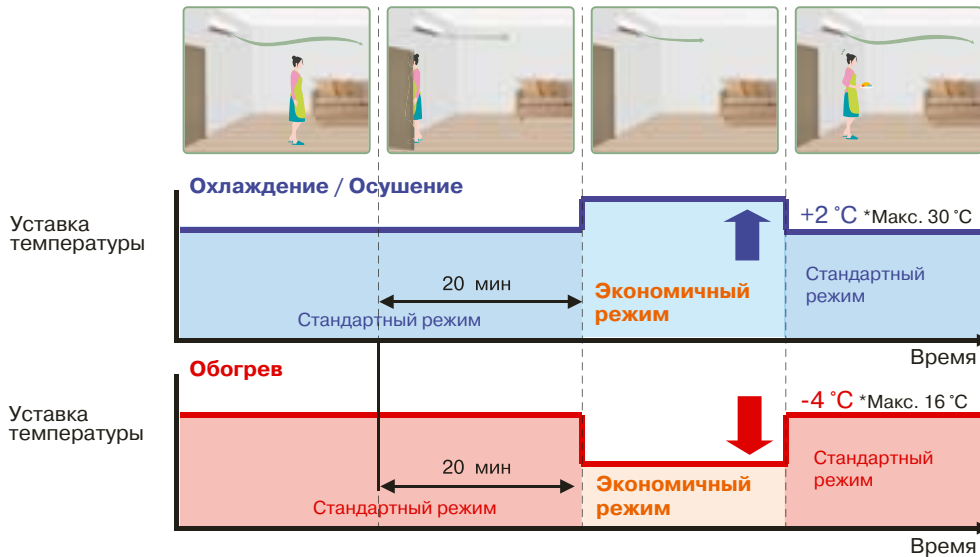 Охлаждение / Осушение
Уставка
температуры
+2 °C *Макс. 30 °C
20 мин
Стандартный режим
Экономичный
режим
Стандартный
режим
Время
Обогрев
Уставка
температуры
-4 °C *Макс. 16 °C
20 мин
Стандартный режим
Экономичный
режим
Стандартный
режим
Время